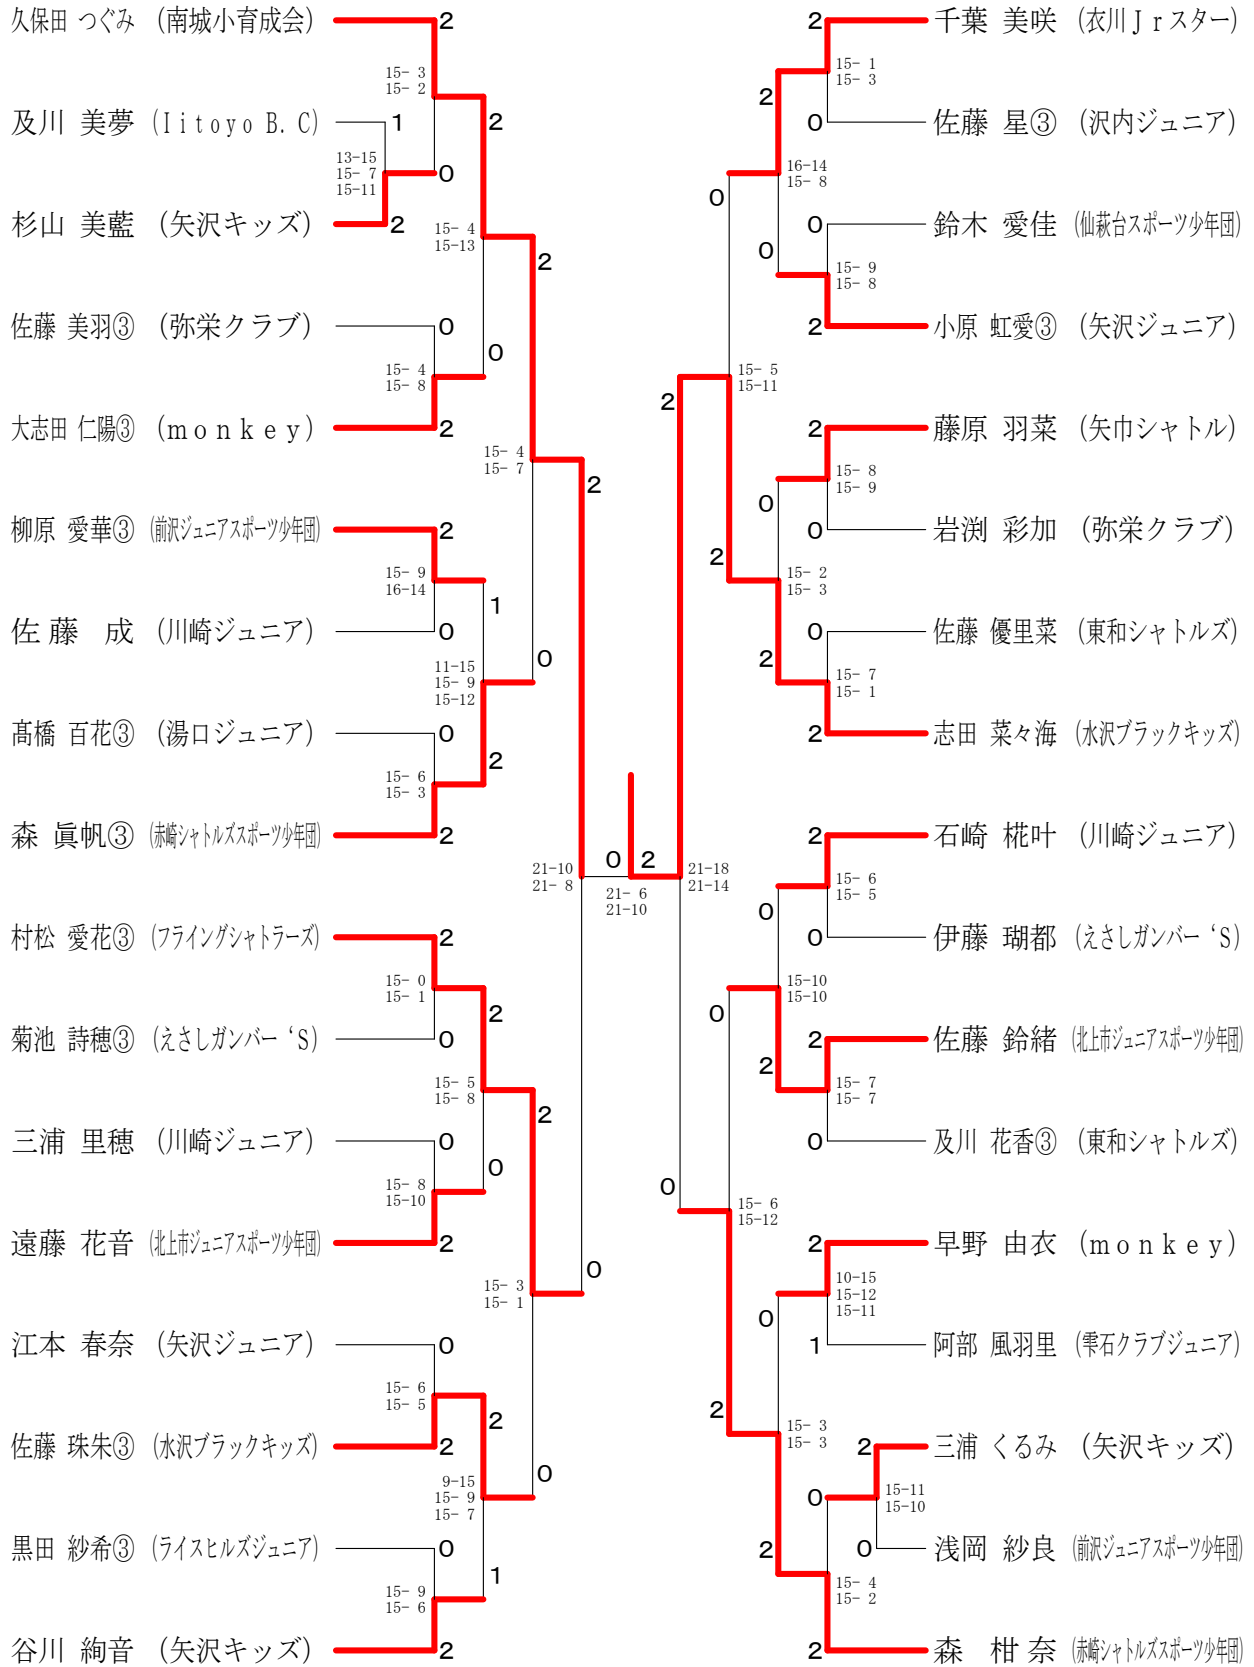 久保田 つぐみ (南城小育成会) 2
15- 3
15- 2
及川 美夢 (Iitoyo B.C) 1
2
13-15
15- 7
15-11
0
杉山 美藍 (矢沢キッズ) 2
15- 4
15-13
2
佐藤 美羽③ (弥栄クラブ) 0
0
15- 4
15- 8
大志田 仁陽③ (monkey) 2
15- 4
15- 7
2
柳原 愛華③ (前沢ジュニアスポーツ少年団) 2
15- 9
16-14
1
佐藤 成 (川崎ジュニア) 0
11-15
15- 9
15-12
0
髙橋 百花③ (湯口ジュニア) 0
2
15- 6
15- 3
森 眞帆③ (赤崎シャトルズスポーツ少年団) 2
21-10
21- 8
0 2
21- 6
21-10
21-18
21-14
村松 愛花③ (フライングシャトラーズ) 2
15- 0
15- 1
2
菊池 詩穂③ (えさしガンバー‘S) 0
15- 5
15- 8
2
三浦 里穂 (川崎ジュニア) 0
0
15- 8
15-10
遠藤 花音 (北上市ジュニアスポーツ少年団) 2
0
15- 3
15- 1
江本 春奈 (矢沢ジュニア) 0
15- 6
15- 5
2
佐藤 珠朱③ (水沢ブラックキッズ) 2
0
9-15
15- 9
15- 7
黒田 紗希③ (ライスヒルズジュニア) 0
1
15- 9
15- 6
谷川 絢音 (矢沢キッズ) 2
2 千葉 美咲 (衣川Jrスター)
15- 1
15- 3
2
0 佐藤 星③ (沢内ジュニア)
16-14
15- 8
0
0 鈴木 愛佳 (仙萩台スポーツ少年団)
0
15- 9
15- 8
2 小原 虹愛③ (矢沢ジュニア)
15- 5
15-11
2
2 藤原 羽菜 (矢巾シャトル)
15- 8
15- 9
0
0 岩渕 彩加 (弥栄クラブ)
2
15- 2
15- 3
0 佐藤 優里菜 (東和シャトルズ)
2
15- 7
15- 1
2 志田 菜々海 (水沢ブラックキッズ)
2 石崎 椛叶 (川崎ジュニア)
15- 6
15- 5
0
0 伊藤 瑚都 (えさしガンバー‘S)
15-10
15-10
0
2 佐藤 鈴緒 (北上市ジュニアスポーツ少年団)
2
15- 7
15- 7
0 及川 花香③ (東和シャトルズ)
0
15- 6
15-12
2 早野 由衣 (monkey)
10-15
15-12
15-11
0
1 阿部 風羽里 (雫石クラブジュニア)
2
15- 3
15- 3
2 三浦 くるみ (矢沢キッズ)
15-11
15-10
0
0 浅岡 紗良 (前沢ジュニアスポーツ少年団)
2
15- 4
15- 2
2 森 柑奈 (赤崎シャトルズスポーツ少年団)